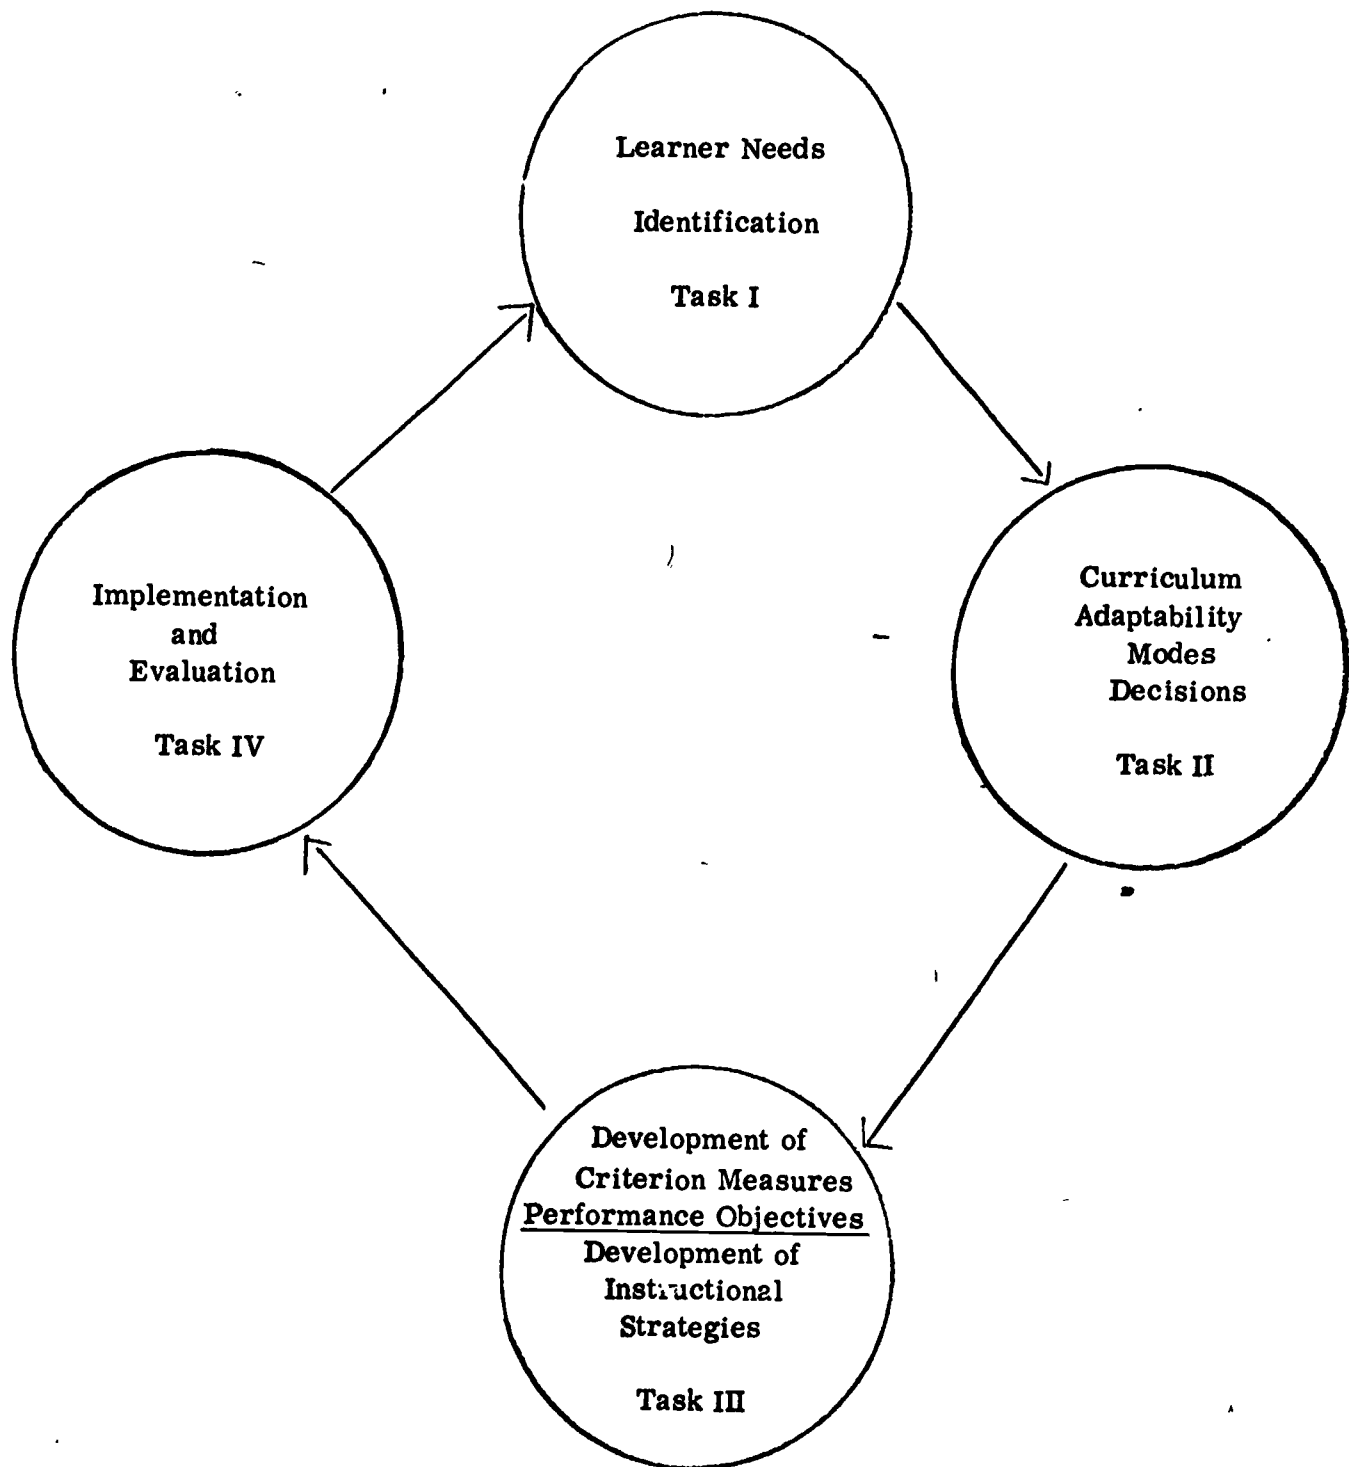 Learner Needs
Identification
Task I
Curriculum
Adaptability
Modes
Decisions
Task II
Development of
Criterion Measures
Performance Objectives
Development of
Instructional
Strategies
Task III
Implementation
and
Evaluation
Task IV